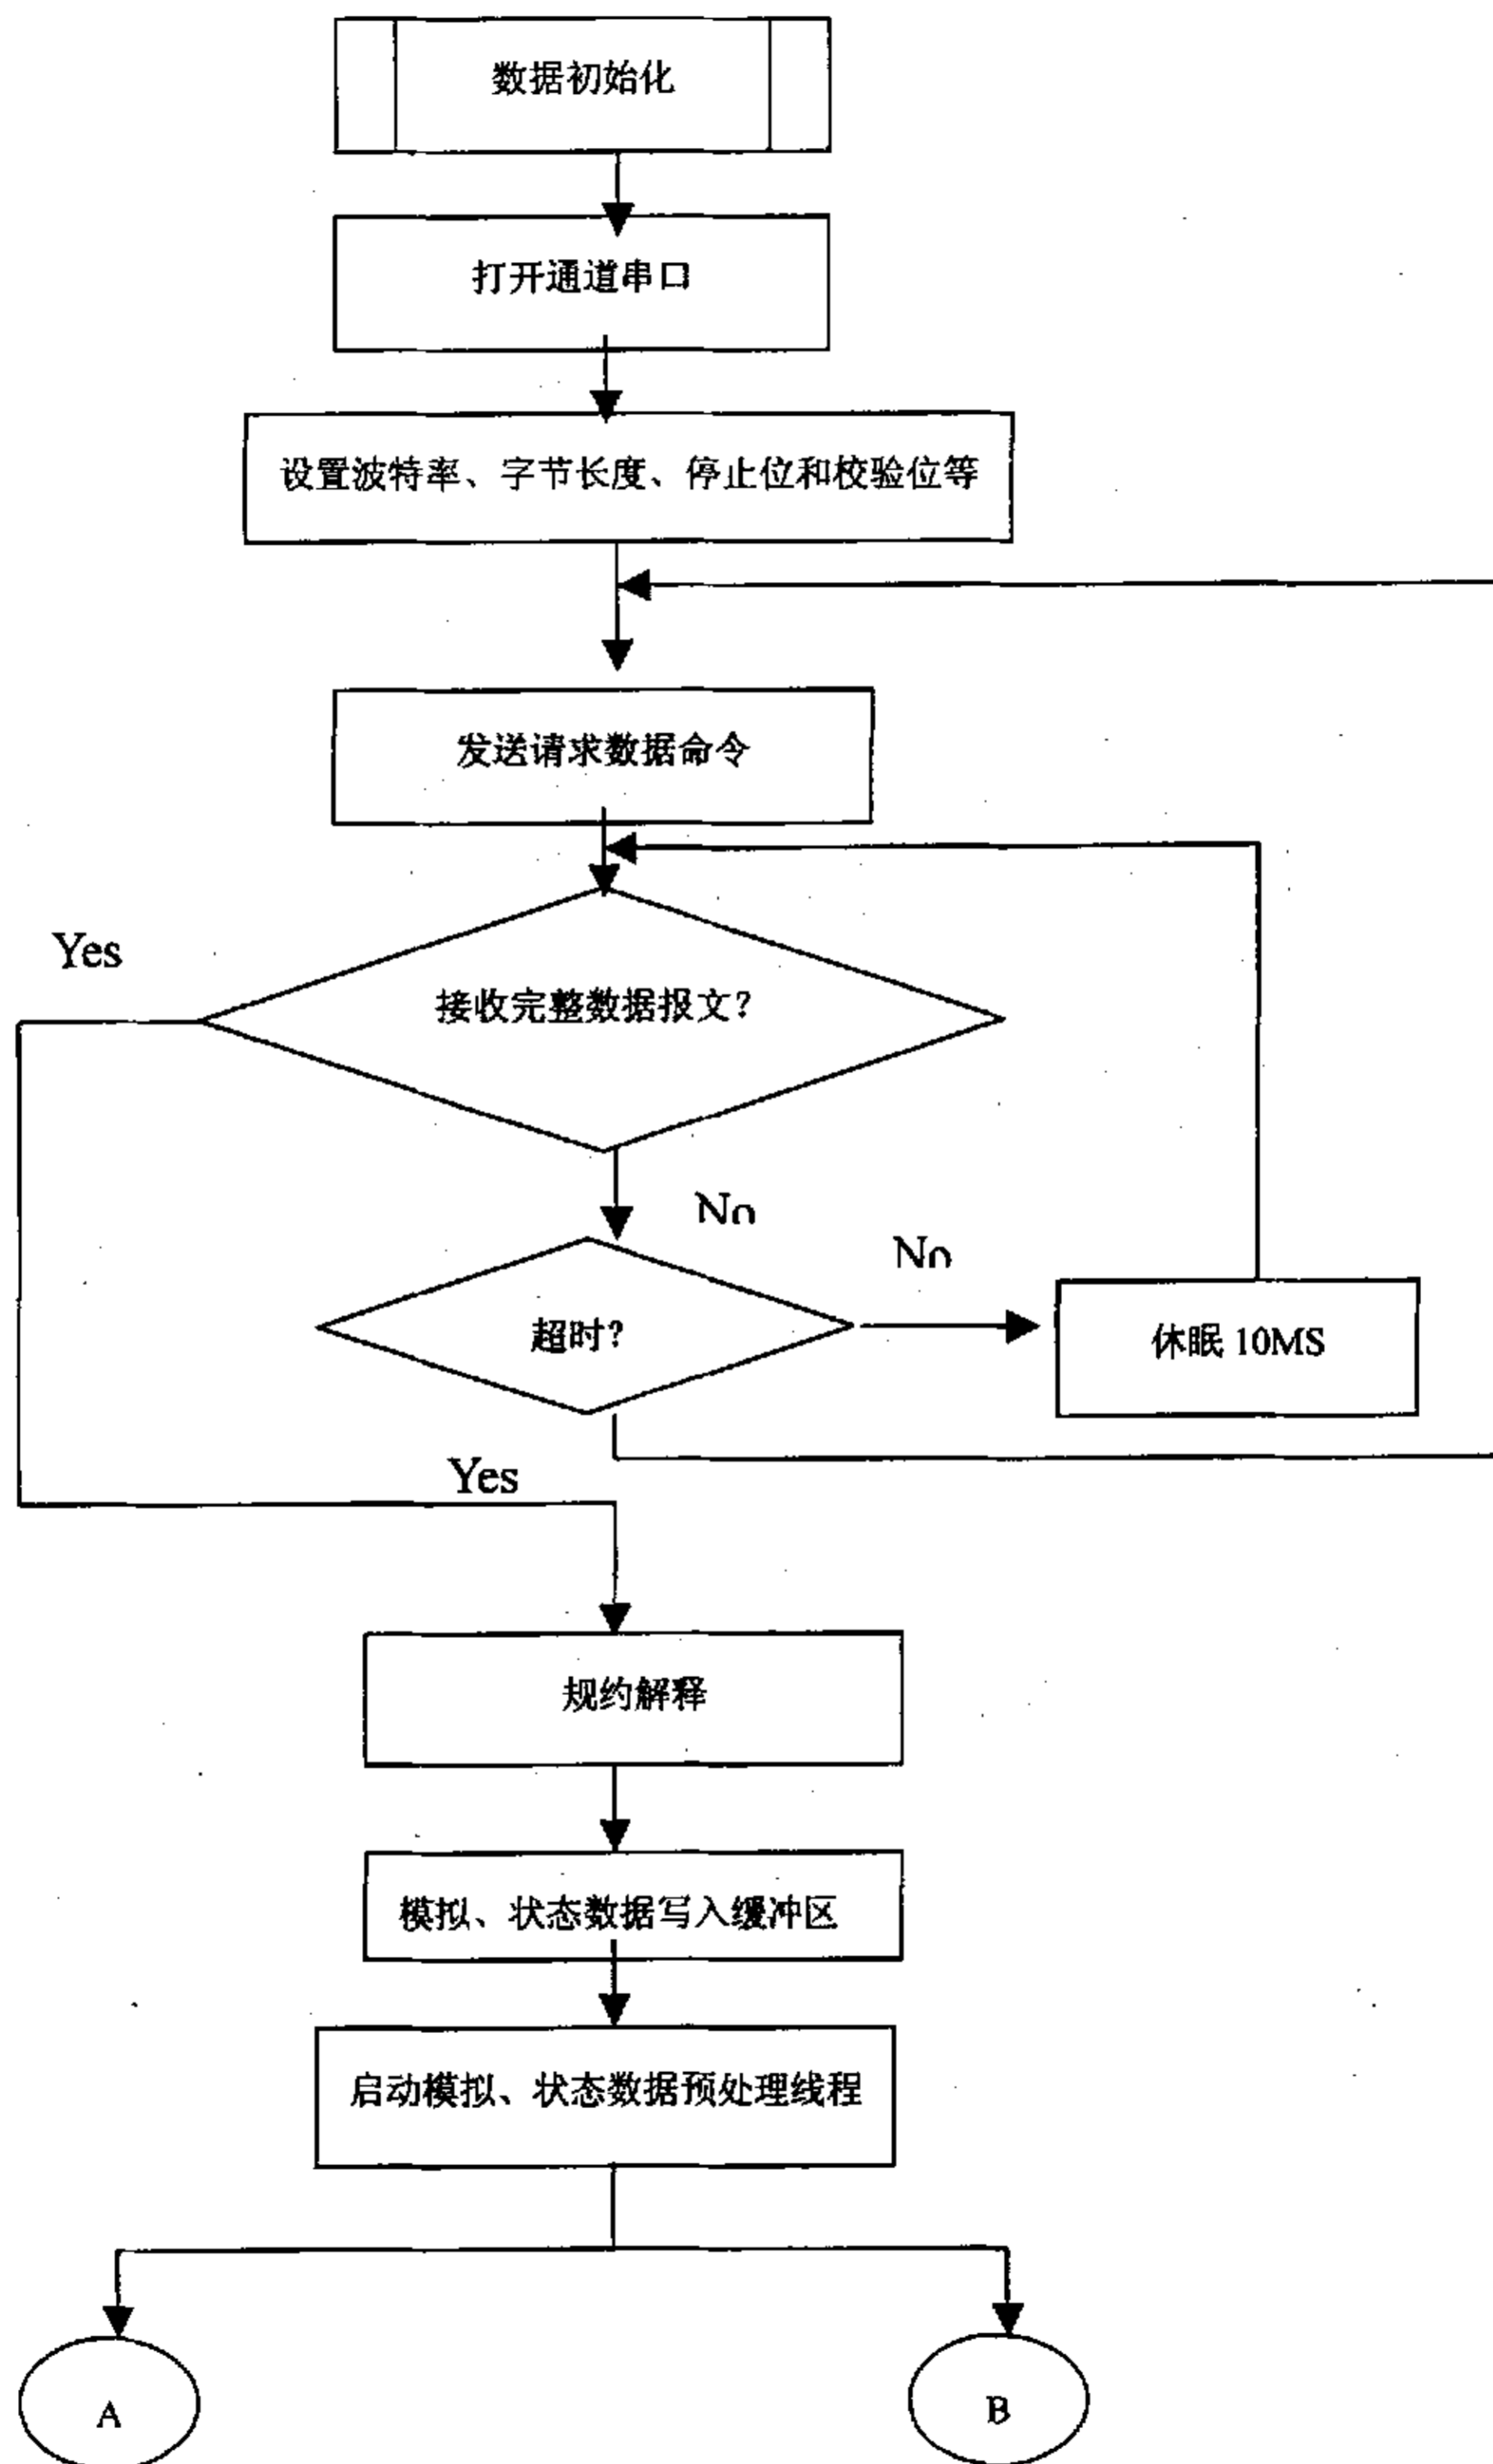 数据初始化
打开通道串口
设置波特率、字节长度、停止位和校验位等
发送请求数据命令
Yes
接收完整数据报文?
No
No
超时?
休眠 10MS
Yes
规约解释
模拟、状态数据写入缓冲区
启动模拟、状态数据预处理线程
A
B